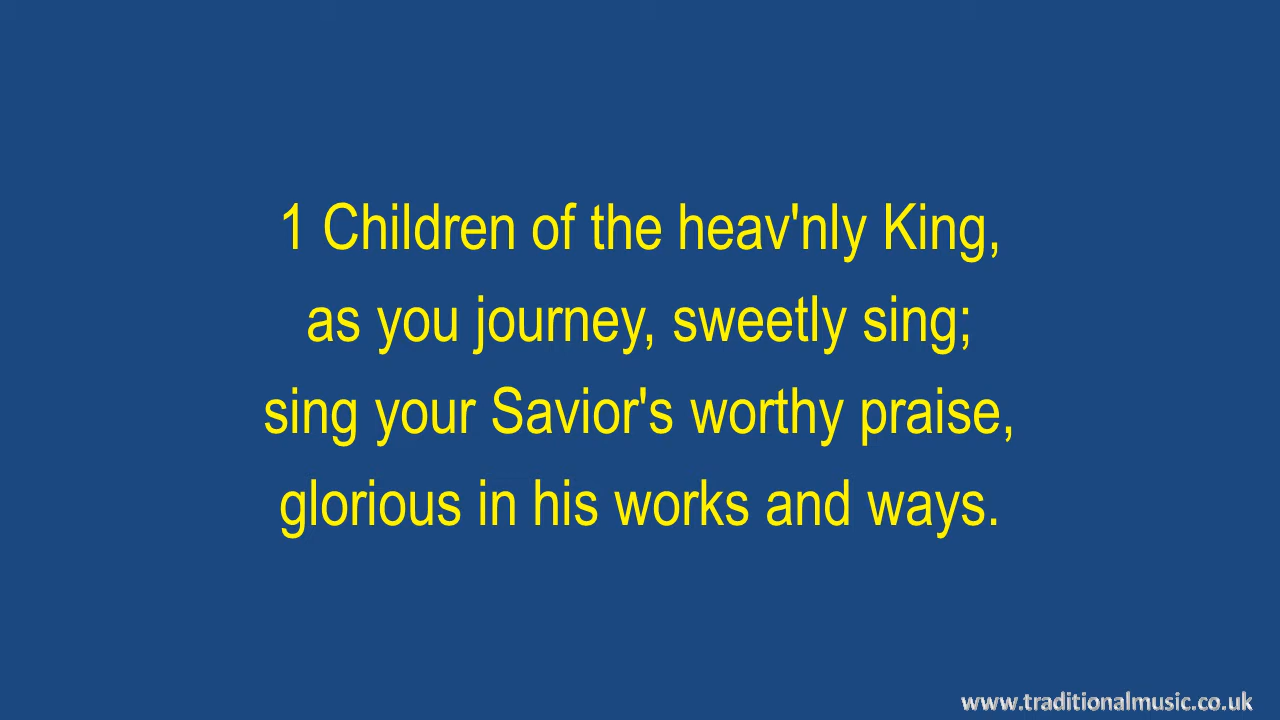 1 Children of the heav'nly King,
as you journey, sweetly sing;
sing your Savior's worthy praise,
glorious in his works and ways.
www.traditionalmusic.co.uk